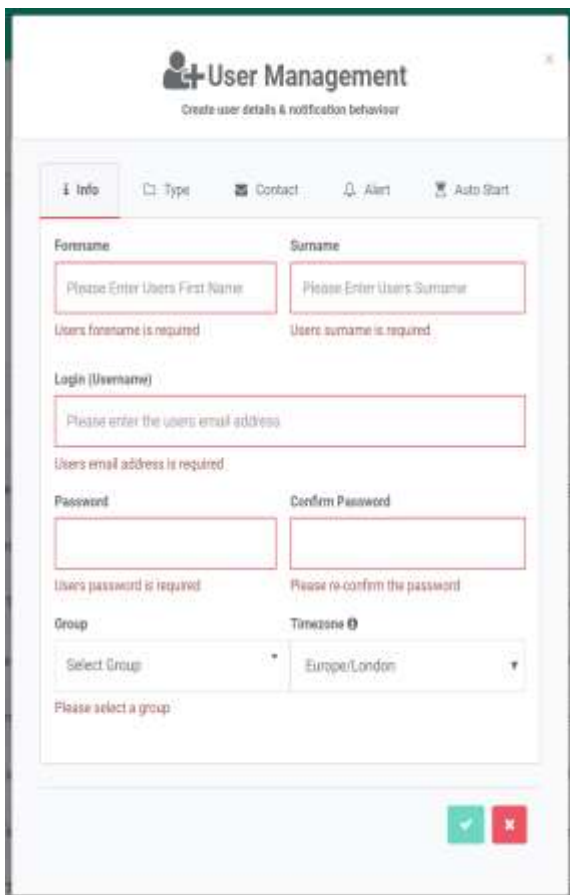 User Management
Create user details & notification behaviour
Info Type Contact Alert Auto Start
Forename Surname
Please Enter Users First Name Please Enter Users Surname
Users forename is required Users surname is required
Login (Username)
Please enter the users email address
Users email address is required
Password Confirm Password
Users password is required Please re-confirm the password
Group Timezone
Select Group Europe/London
Please select a group